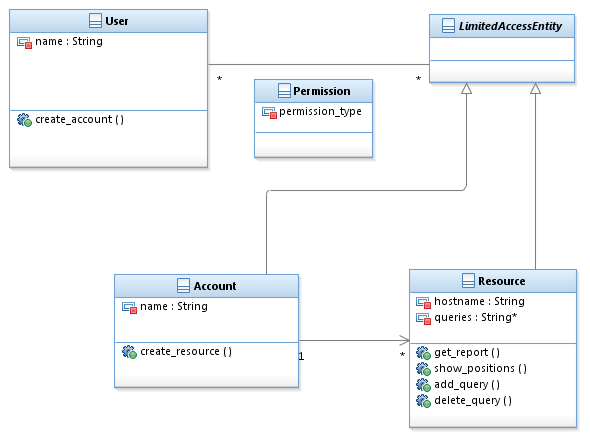 User
name : String
create_account ( )
LimitedAccessEntity
*
*
Permission
permission_type
Account
name : String
create_resource ( )
1
*
Resource
hostname : String
queries : String*
get_report ( )
show_positions ( )
add_query ( )
delete_query ( )